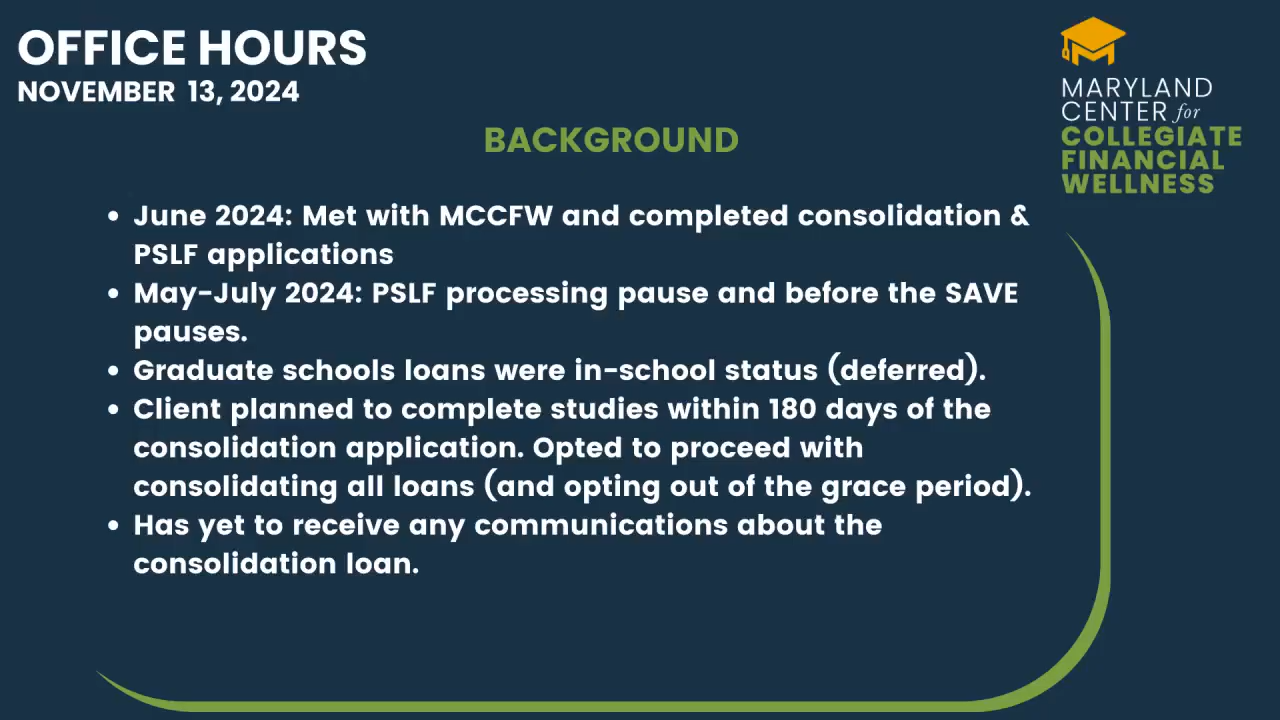 OFFICE HOURS
NOVEMBER 13, 2024
MARYLAND
CENTER for
COLLEGIATE
FINANCIAL
WELLNESS
BACKGROUND
• June 2024: Met with MCCFW and completed consolidation &
PSLF applications
• May-July 2024: PSLF processing pause and before the SAVE
pauses.
• Graduate schools loans were in-school status (deferred).
• Client planned to complete studies within 180 days of the
consolidation application. Opted to proceed with
consolidating all loans (and opting out of the grace period).
• Has yet to receive any communications about the
consolidation loan.